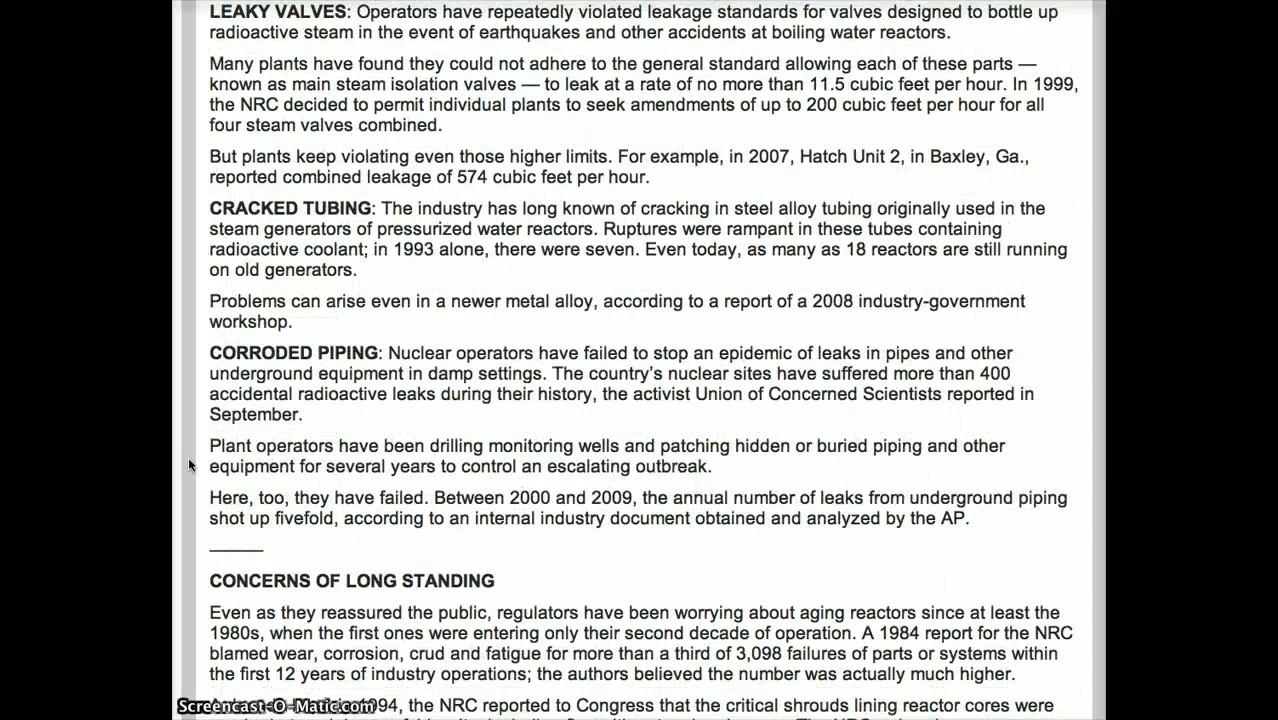 LEAKY VALVES: Operators have repeatedly violated leakage standards for valves designed to bottle up
radioactive steam in the event of earthquakes and other accidents at boiling water reactors.
Many plants have found they could not adhere to the general standard allowing each of these parts —
known as main steam isolation valves — to leak at a rate of no more than 11.5 cubic feet per hour. In 1999,
the NRC decided to permit individual plants to seek amendments of up to 200 cubic feet per hour for all
four steam valves combined.
But plants keep violating even those higher limits. For example, in 2007, Hatch Unit 2, in Baxley, Ga.,
reported combined leakage of 574 cubic feet per hour.
CRACKED TUBING: The industry has long known of cracking in steel alloy tubing originally used in the
steam generators of pressurized water reactors. Ruptures were rampant in these tubes containing
radioactive coolant; in 1993 alone, there were seven. Even today, as many as 18 reactors are still running
on old generators.
Problems can arise even in a newer metal alloy, according to a report of a 2008 industry-government
workshop.
CORRODED PIPING: Nuclear operators have failed to stop an epidemic of leaks in pipes and other
underground equipment in damp settings. The country's nuclear sites have suffered more than 400
accidental radioactive leaks during their history, the activist Union of Concerned Scientists reported in
September.
Plant operators have been drilling monitoring wells and patching hidden or buried piping and other
equipment for several years to control an escalating outbreak.
Here, too, they have failed. Between 2000 and 2009, the annual number of leaks from underground piping
shot up fivefold, according to an internal industry document obtained and analyzed by the AP.
CONCERNS OF LONG STANDING
Even as they reassured the public, regulators have been worrying about aging reactors since at least the
1980s, when the first ones were entering only their second decade of operation. A 1984 report for the NRC
blamed wear, corrosion, crud and fatigue for more than a third of 3,098 failures of parts or systems within
the first 12 years of industry operations; the authors believed the number was actually much higher.
Screencast-O-Matic.com
994, the NRC reported to Congress that the critical shrouds lining reactor cores were